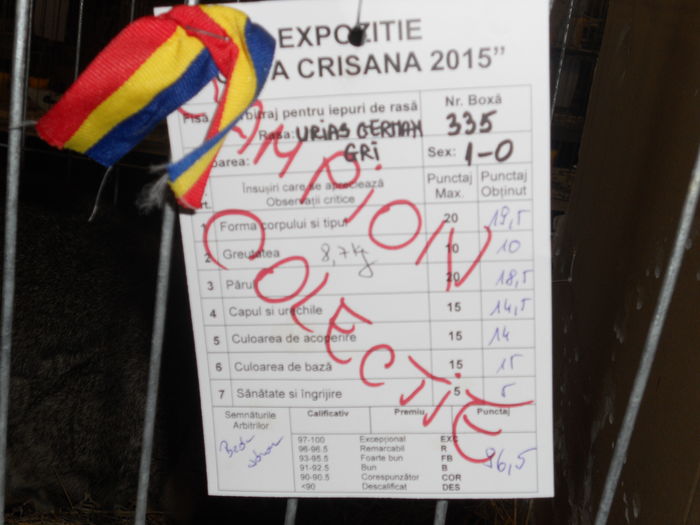 EXPOZITIE
A CRISANA 2015”
Fisă arbitraj pentru iepuri de rasă
Nr. Boxă
Rasa: URIAS GERMAN
335
GRI
Sex: 1-0
Însuşiri care se apreciează
Observaţii critice
Punctaj Max.
Punctaj Obţinut
1 Forma corpului si tipul 20 19,5
2 Greutatea 8,7 kg 10 10
3 Părul 20 18,5
4 Capul si urechile 15 14,5
5 Culoarea de acoperire 15 14
6 Culoarea de bază 15 15
7 Sănătate si îngrijire 5 5
CAMPION
COLECTIE
Semnăturile Arbitrilor
Calificativ Premiu Punctaj
97-100 Excepţional EXC
96-96.5 Remarcabil R
93-95.5 Foarte bun FB
91-92.5 Bun B
90-90.5 Corespunzător COR
<90 Descalificat DES
96,5